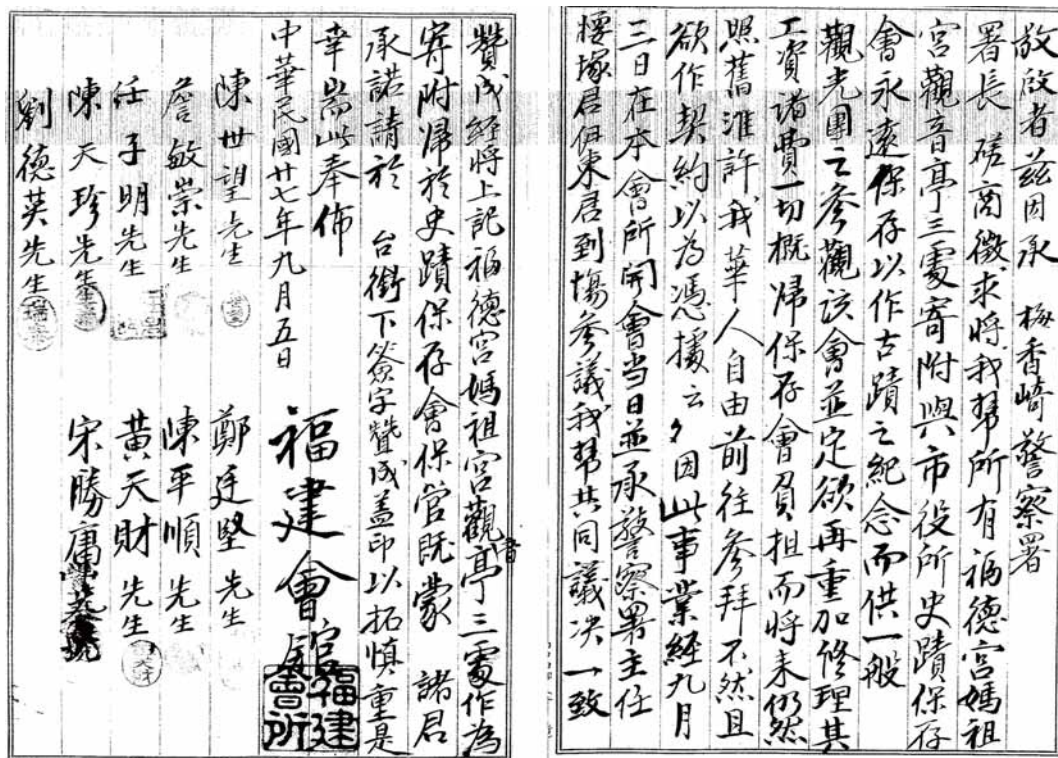 敬啟者茲因承　梅香崎警察署
署長　磋商徵求將我幫所有福德宮媽祖
宮觀音亭三處寄附與市役所史蹟保存
會永遠保存以作古蹟之紀念而供一般
觀光團之參觀該會並定欲再重加修理其
工資諸費一切概歸保存會負担而將來仍然
照舊准許我華人自由前往參拜不然且
欲作契約以為憑據云々因此事業經九月
三日在本會所開會当日並承警察署主任
塚君伊東君到場參議我幫共同議決一致
贊成經將上記福德宮媽祖宮觀音亭三處作為
寄附歸於史蹟保存會保管既蒙　諸君
承諾請於　台銜下簽字贊成蓋印以拓慎重是
幸耑此奉佈
中華民國廿七年九月五日
福建會館
福建會所
陳世望先生
鄭廷堅先生
詹敏崇先生
陳平順先生
任子明先生
黃天財先生
陳天珍先生
宋勝庸
劉德英先生